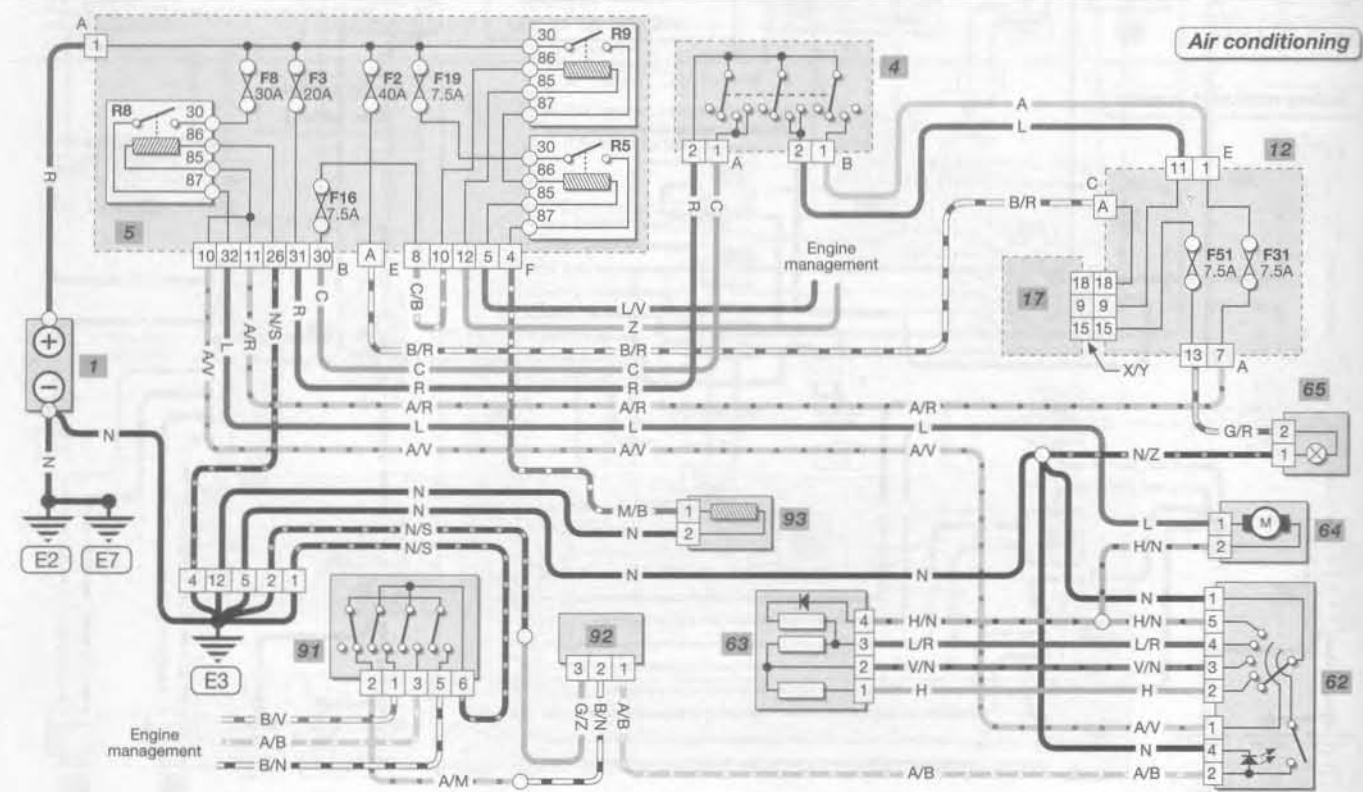 Air conditioning
A
1
F8
30A
F3
20A
F2
40A
F19
7.5A
30
R9
86
85
87
R8
30
86
85
87
F16
7.5A
30
R5
86
85
87
5
10 32 11 26 31 30 B
A E
8 10 12 5 4 F
4
2 1 A
2 1 B
A
L
11 1 E
12
C
A
B/R
F51
7.5A
F31
7.5A
17
18 18
9 9
15 15
X/Y
13 7 A
Engine
management
R
R
C
R
C
C/B
N/S
A/R
L
A/V
L/V
Z
B/R B/R
C C
R R
A/R A/R A/R
L L L
A/V A/V A/V
1
N
N
E2
E7
4 12 5 2 1
E3
N
N
N/S
N/S
M/B
N
1
2
93
N N
G/R
N/Z
2
1
65
L
H/N
1
2
M
64
91
2 1 3 5 6
B/V
A/B
B/N
Engine
management
A/M
92
3 2 1
G/Z
B/N
A/B
63
4
3
2
1
H/N
L/R
V/N
H
N
H/N
L/R
V/N
H
A/V
N
A/B A/B
1
5
4
3
2
1
4
2
62